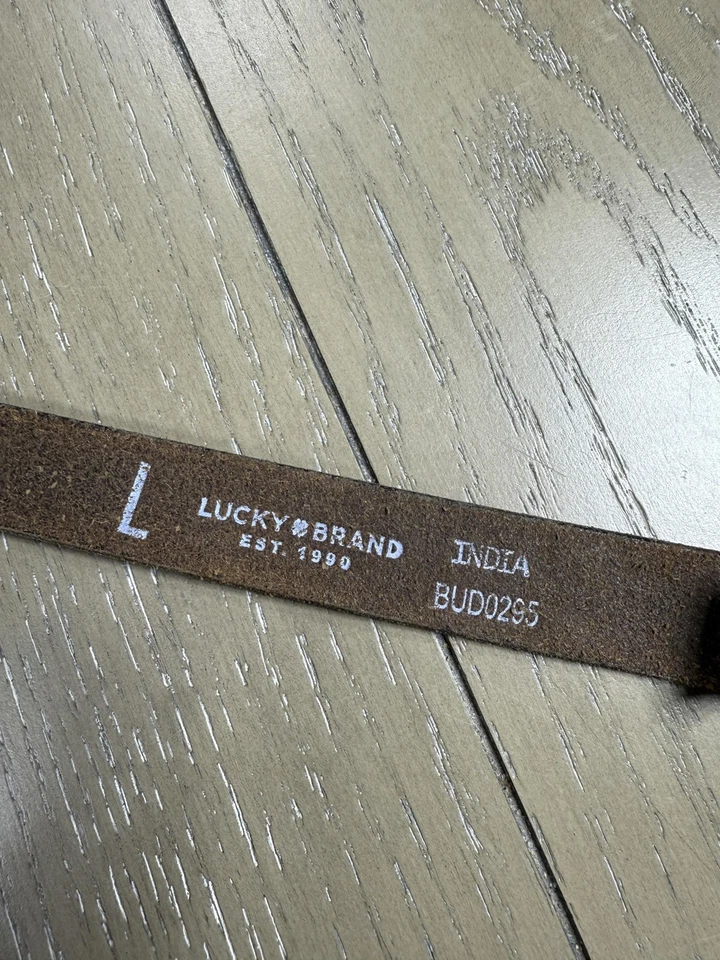 L
LUCKY BRAND
EST. 1990
INDIA
BUD0295